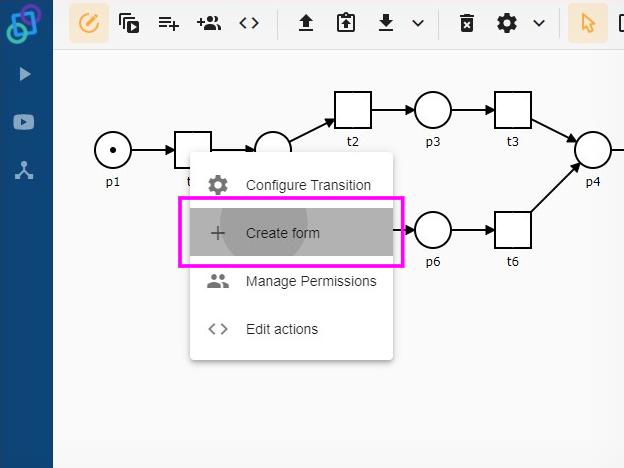 t2
p3
t3
p1
p4
Configure Transition
Create form
p6
t6
Manage Permissions
Edit actions